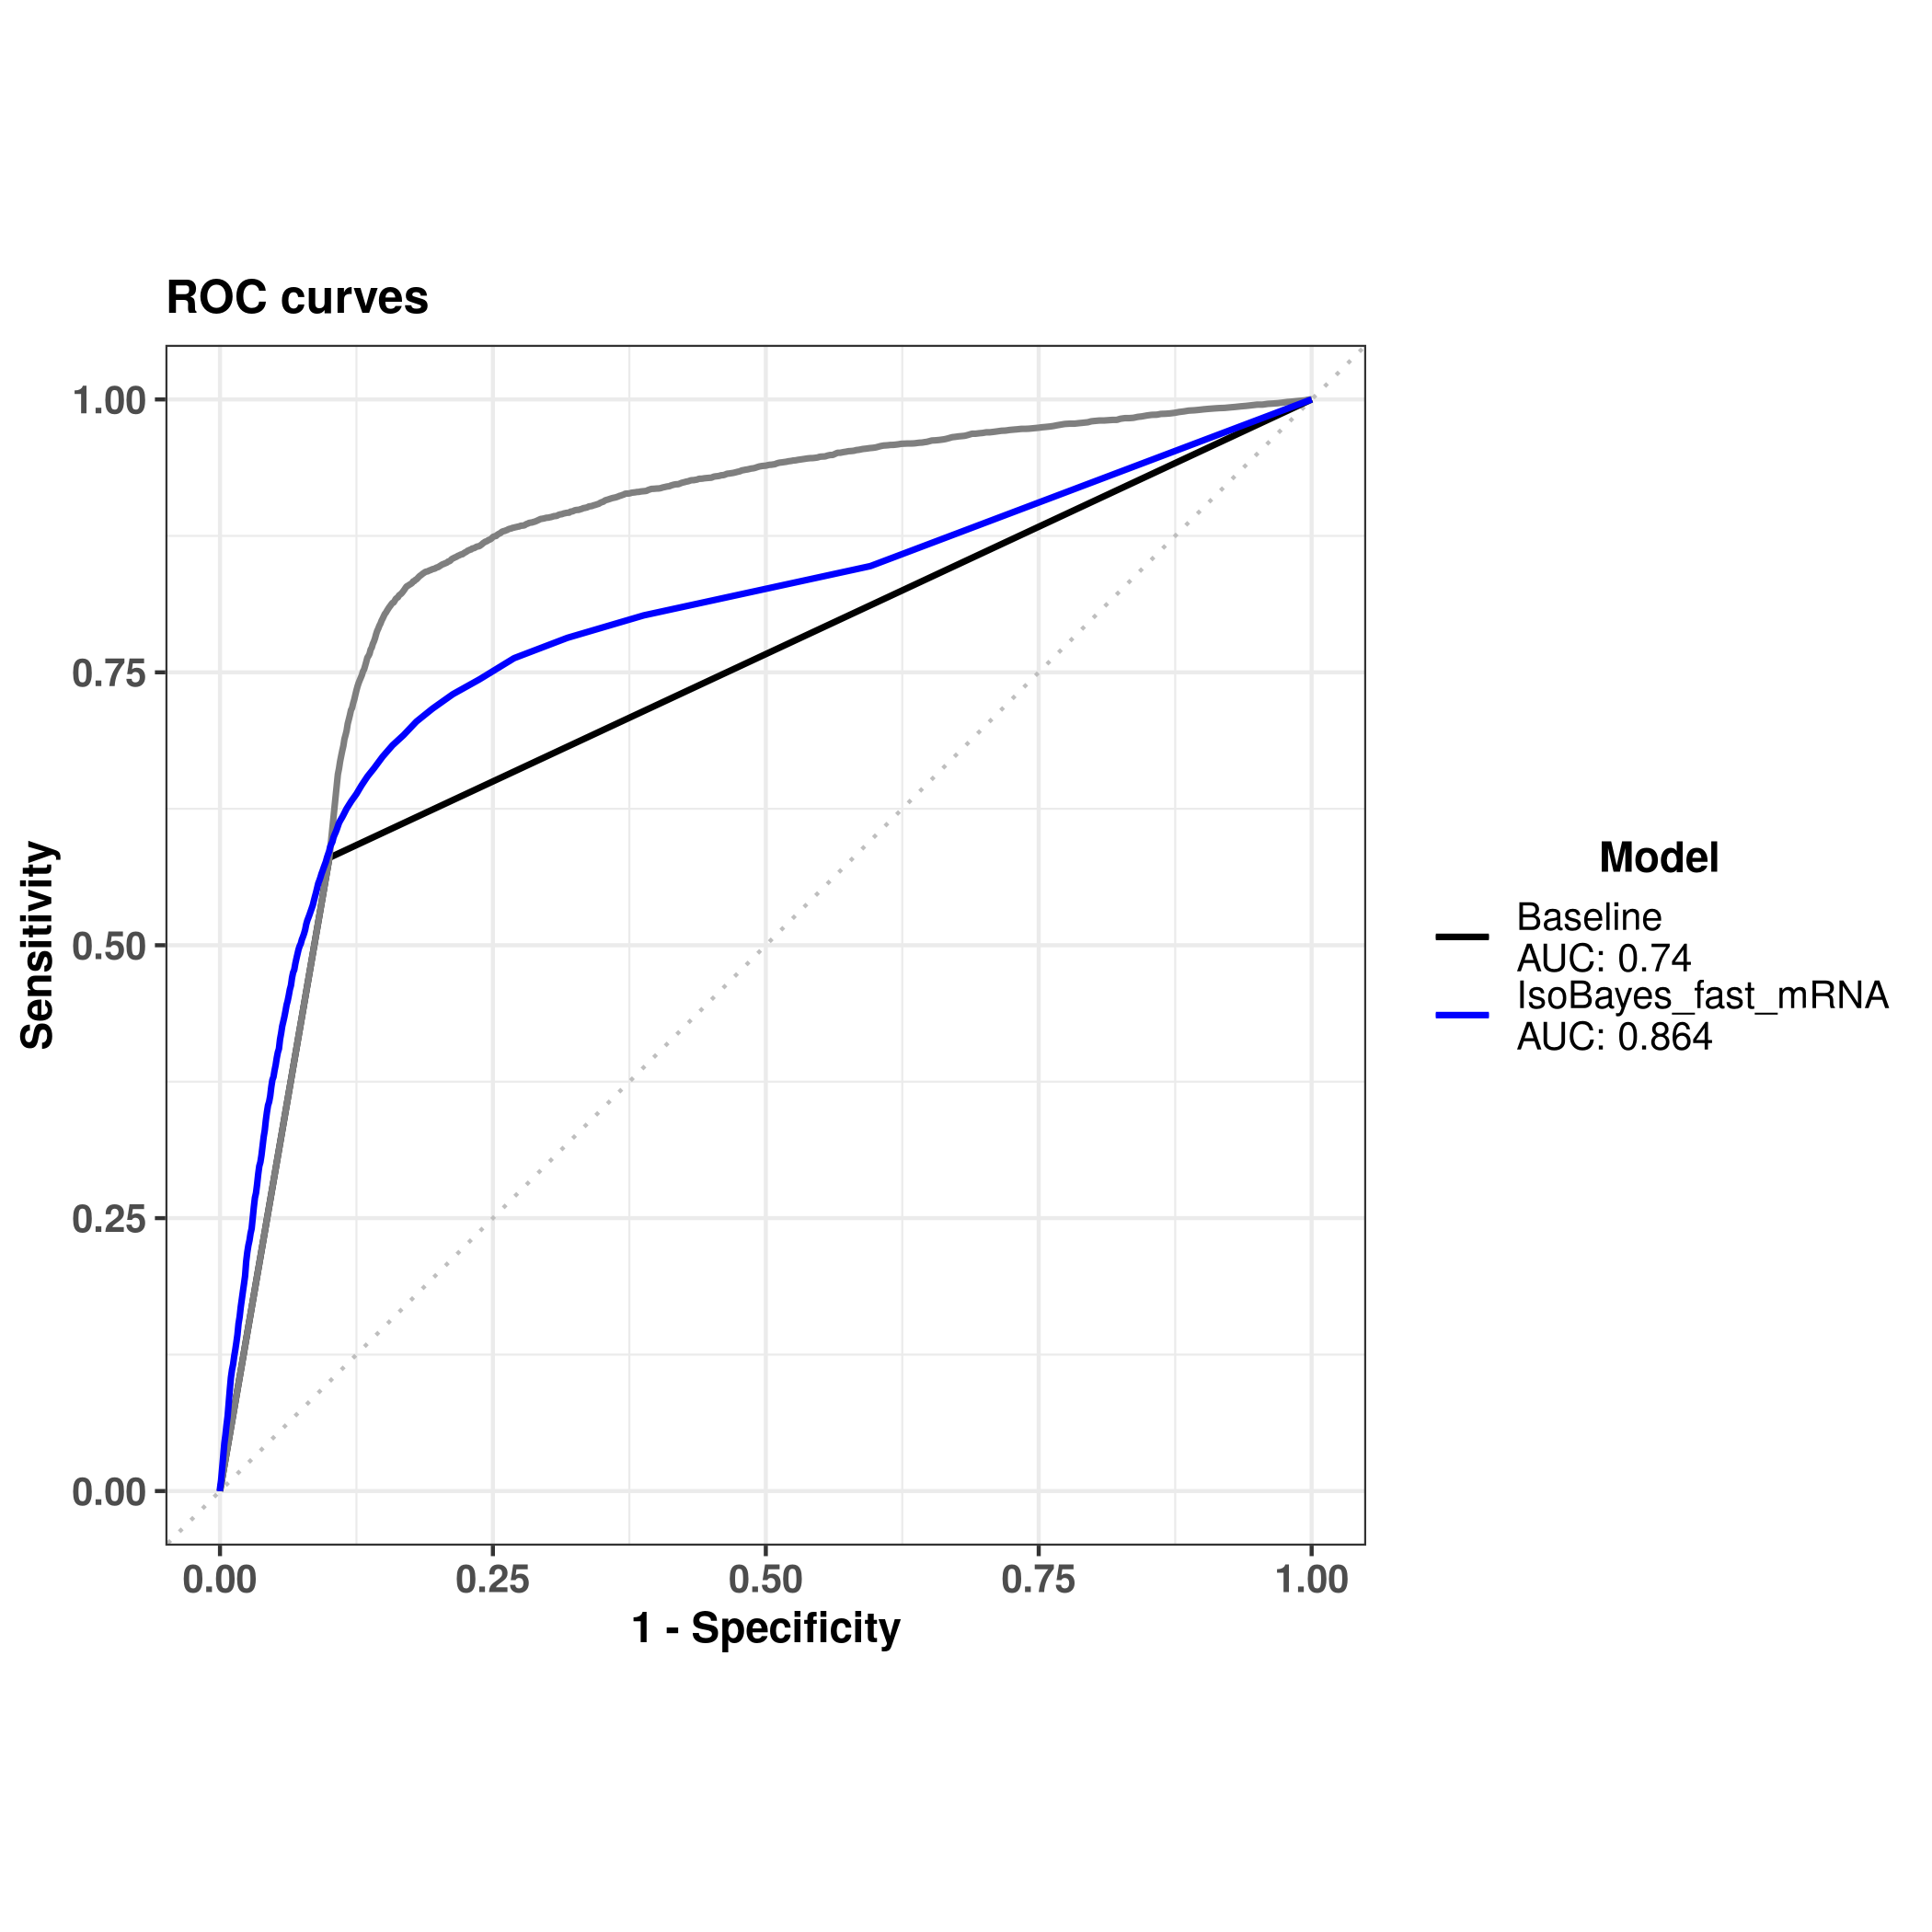 ROC curves
1.00
0.75
0.50
0.25
0.00
Sensitivity
0.00 0.25 0.50 0.75 1.00
1 - Specificity
Model
Baseline
AUC: 0.74
IsoBayes_fast_mRNA
AUC: 0.864